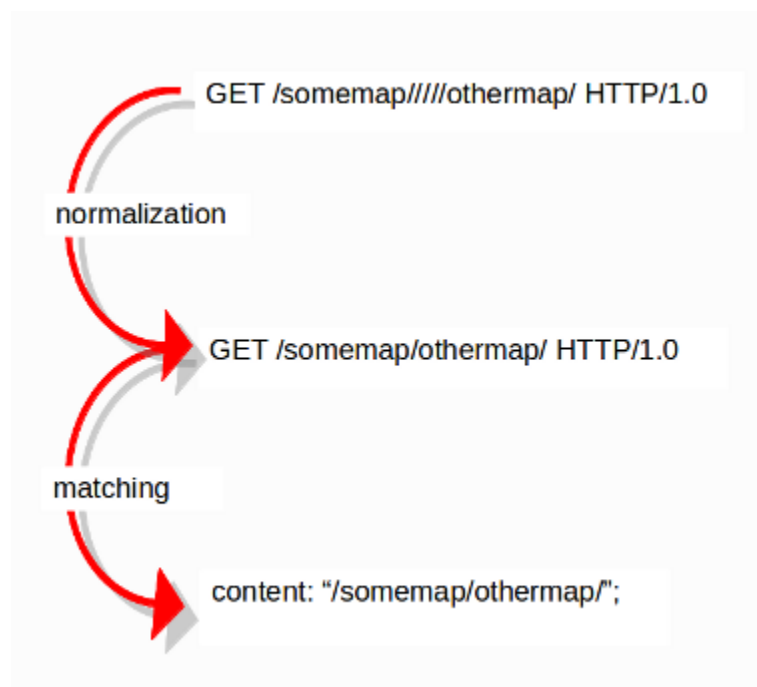 GET /somemap/////othermap/ HTTP/1.0
normalization
GET /somemap/othermap/ HTTP/1.0
matching
content: “/somemap/othermap/”;